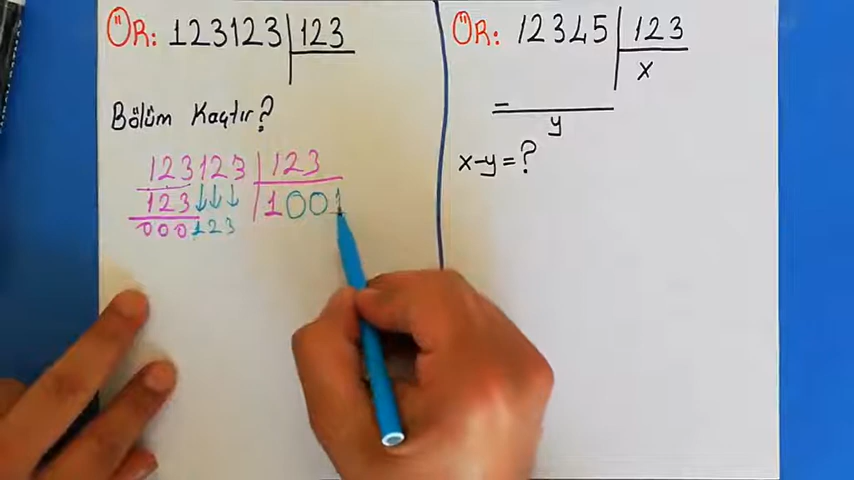 ÖR: 123123 123
Bölüm Kaçtır?
123123 123
123 1001
000123
ÖR: 12345 123
x
-
y
x-y=?